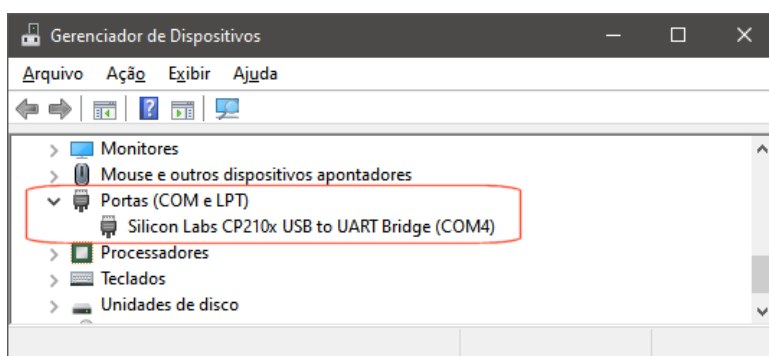 Gerenciador de Dispositivos
Arquivo Ação Exibir Ajuda
Monitores
Mouse e outros dispositivos apontadores
Portas (COM e LPT)
Silicon Labs CP210x USB to UART Bridge (COM4)
Processadores
Teclados
Unidades de disco